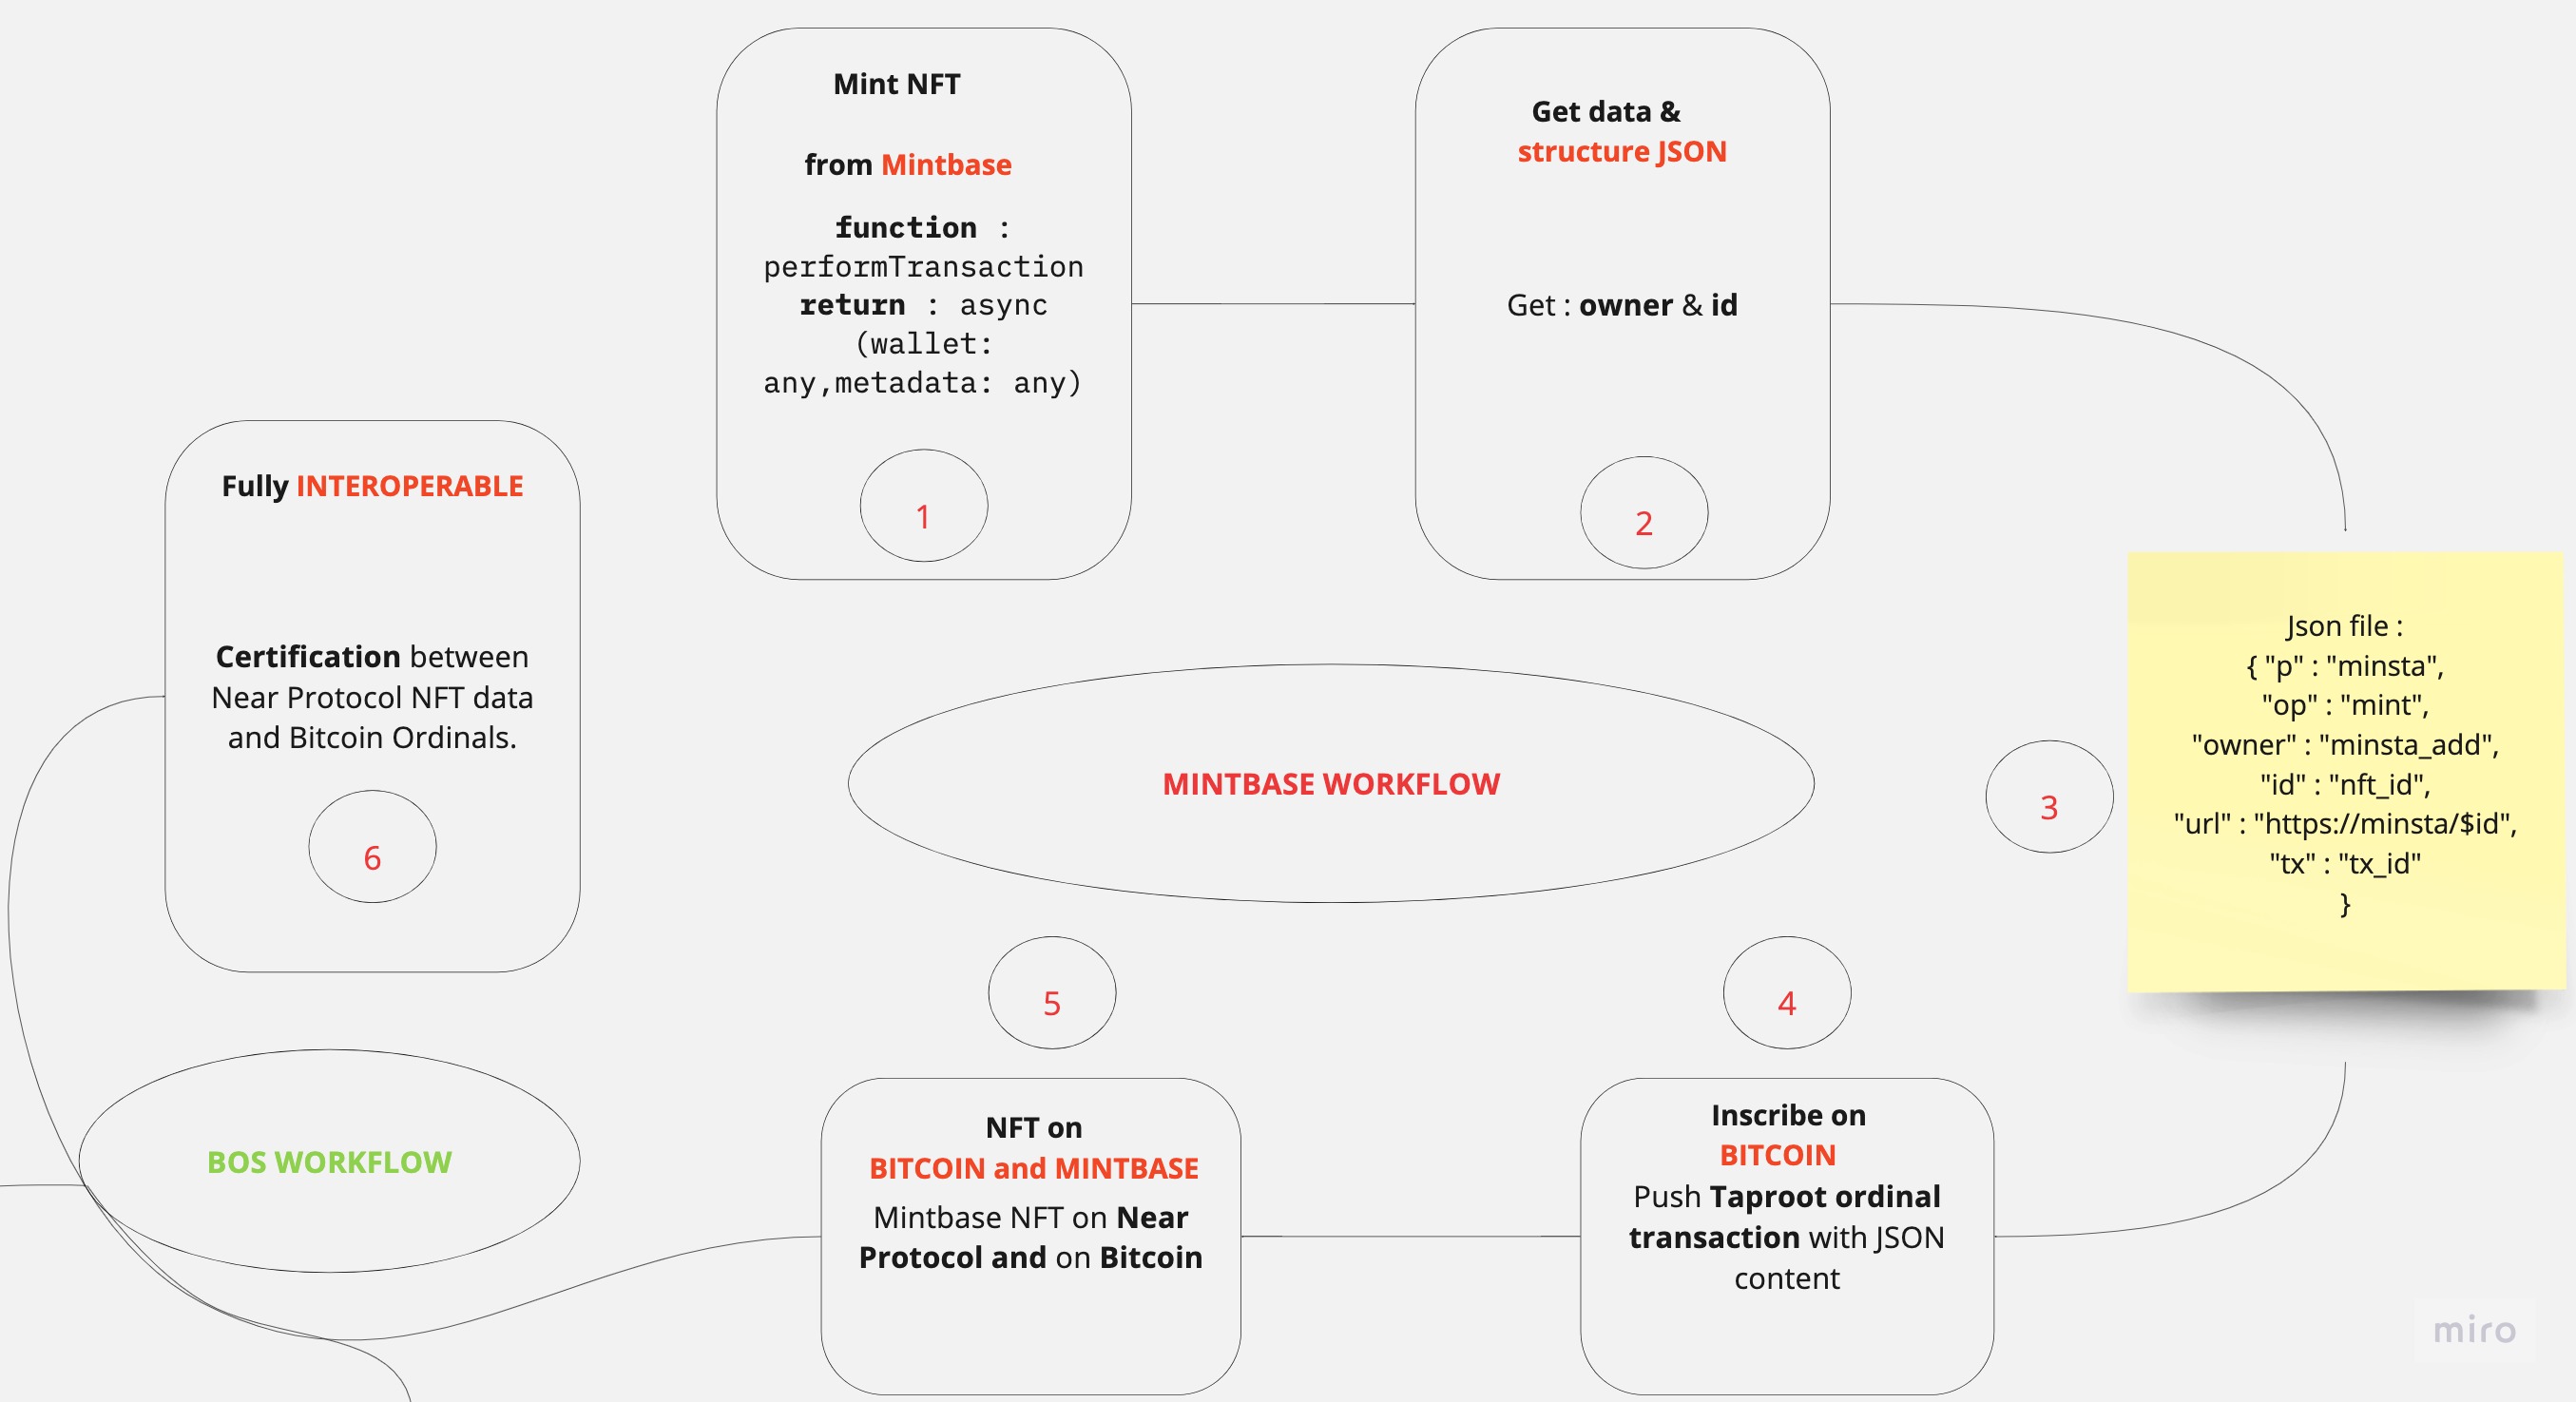 Mint NFT
from Mintbase
function :
performTransaction
return : async
(wallet:
any,metadata: any)
1
Get data &
structure JSON
Get : owner & id
2
Json file :
{ "p" : "minsta",
"op" : "mint",
"owner" : "minsta_add",
"id" : "nft_id",
"url" : "https://minsta/$id",
"tx" : "tx_id"
}
3
MINTBASE WORKFLOW
4
Inscribe on
BITCOIN
Push Taproot ordinal
transaction with JSON
content
5
NFT on
BITCOIN and MINTBASE
Mintbase NFT on Near
Protocol and on Bitcoin
Fully INTEROPERABLE
Certification between
Near Protocol NFT data
and Bitcoin Ordinals.
6
BOS WORKFLOW
miro